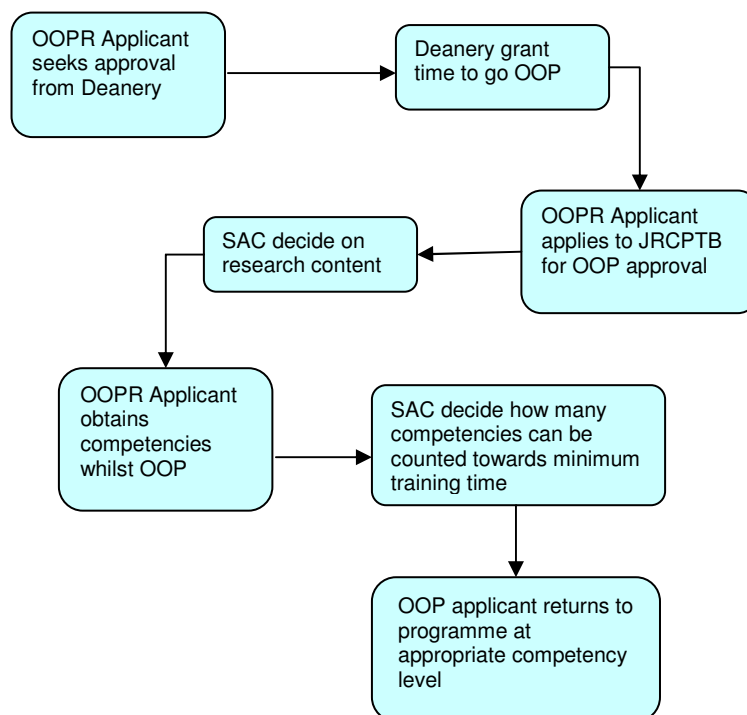 OOPR Applicant
seeks approval
from Deanery
Deanery grant
time to go OOP
OOPR Applicant
applies to JRCPTB
for OOP approval
SAC decide on
research content
OOPR Applicant
obtains
competencies
whilst OOP
SAC decide how many
competencies can be
counted towards minimum
training time
OOP applicant returns to
programme at
appropriate competency
level